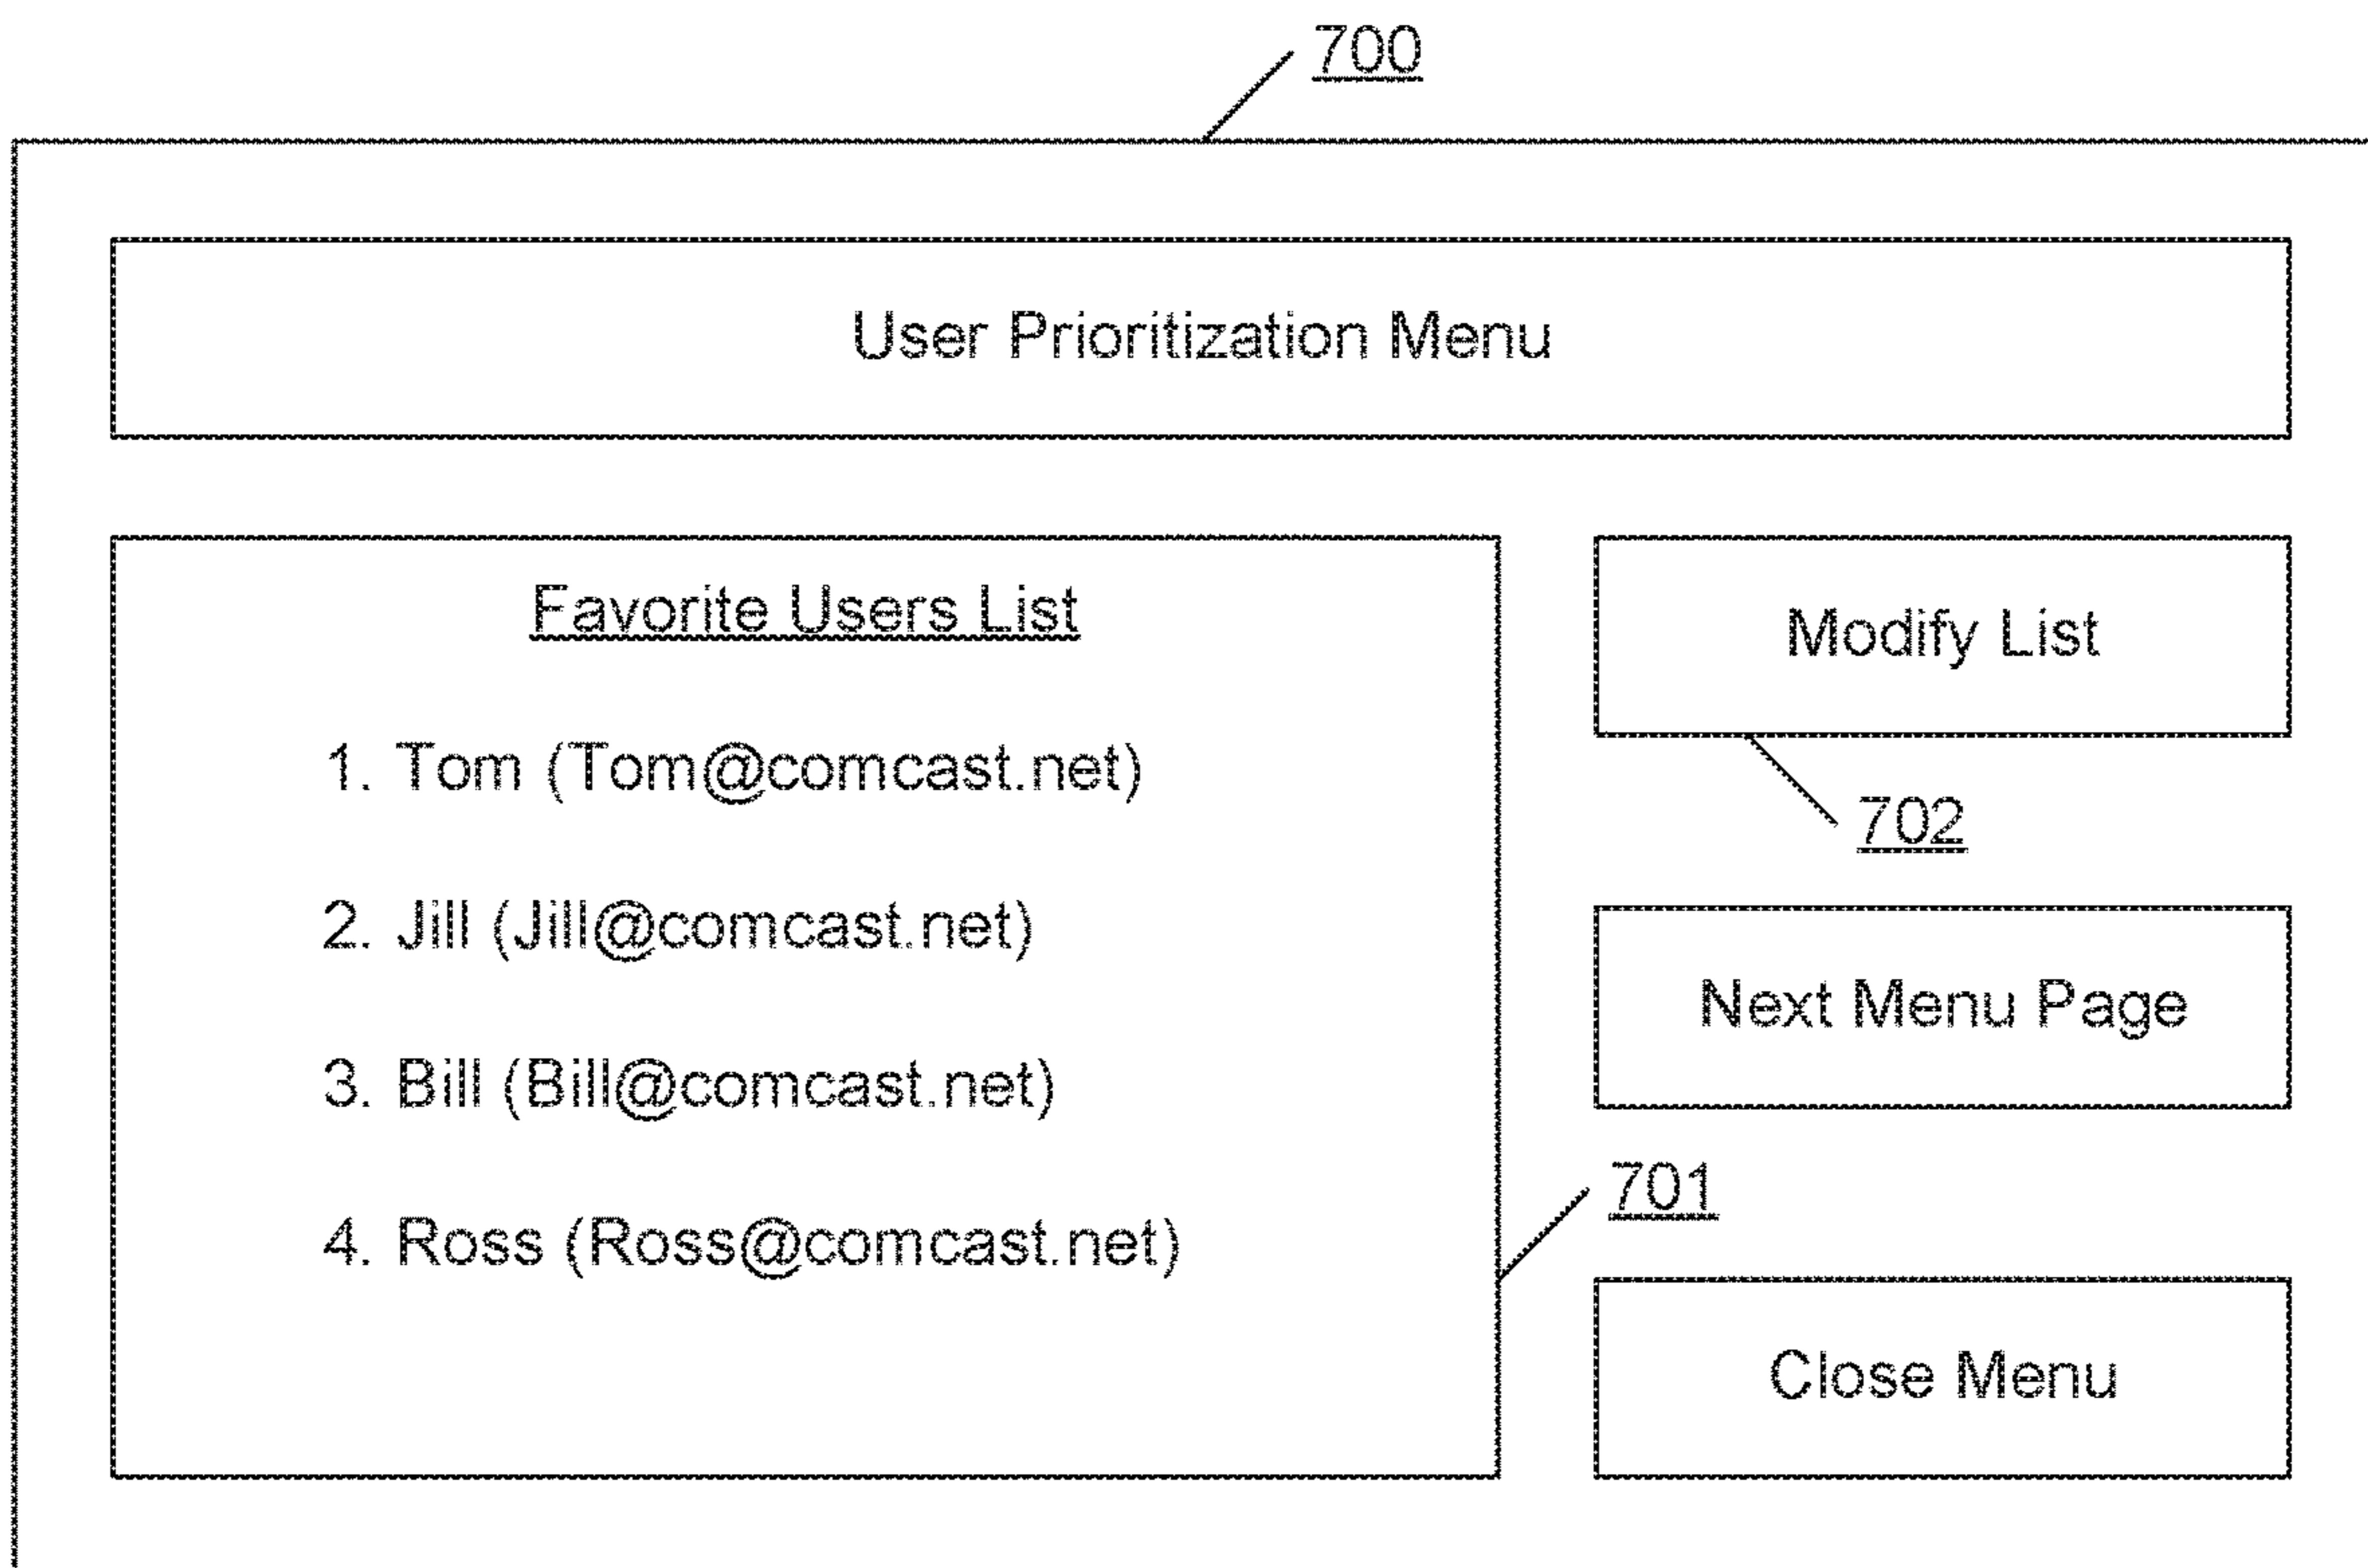 700
User Prioritization Menu
Favorite Users List
1. Tom (Tom@comcast.net)
2. Jill (Jill@comcast.net)
3. Bill (Bill@comcast.net)
4. Ross (Ross@comcast.net)
701
Modify List
702
Next Menu Page
Close Menu